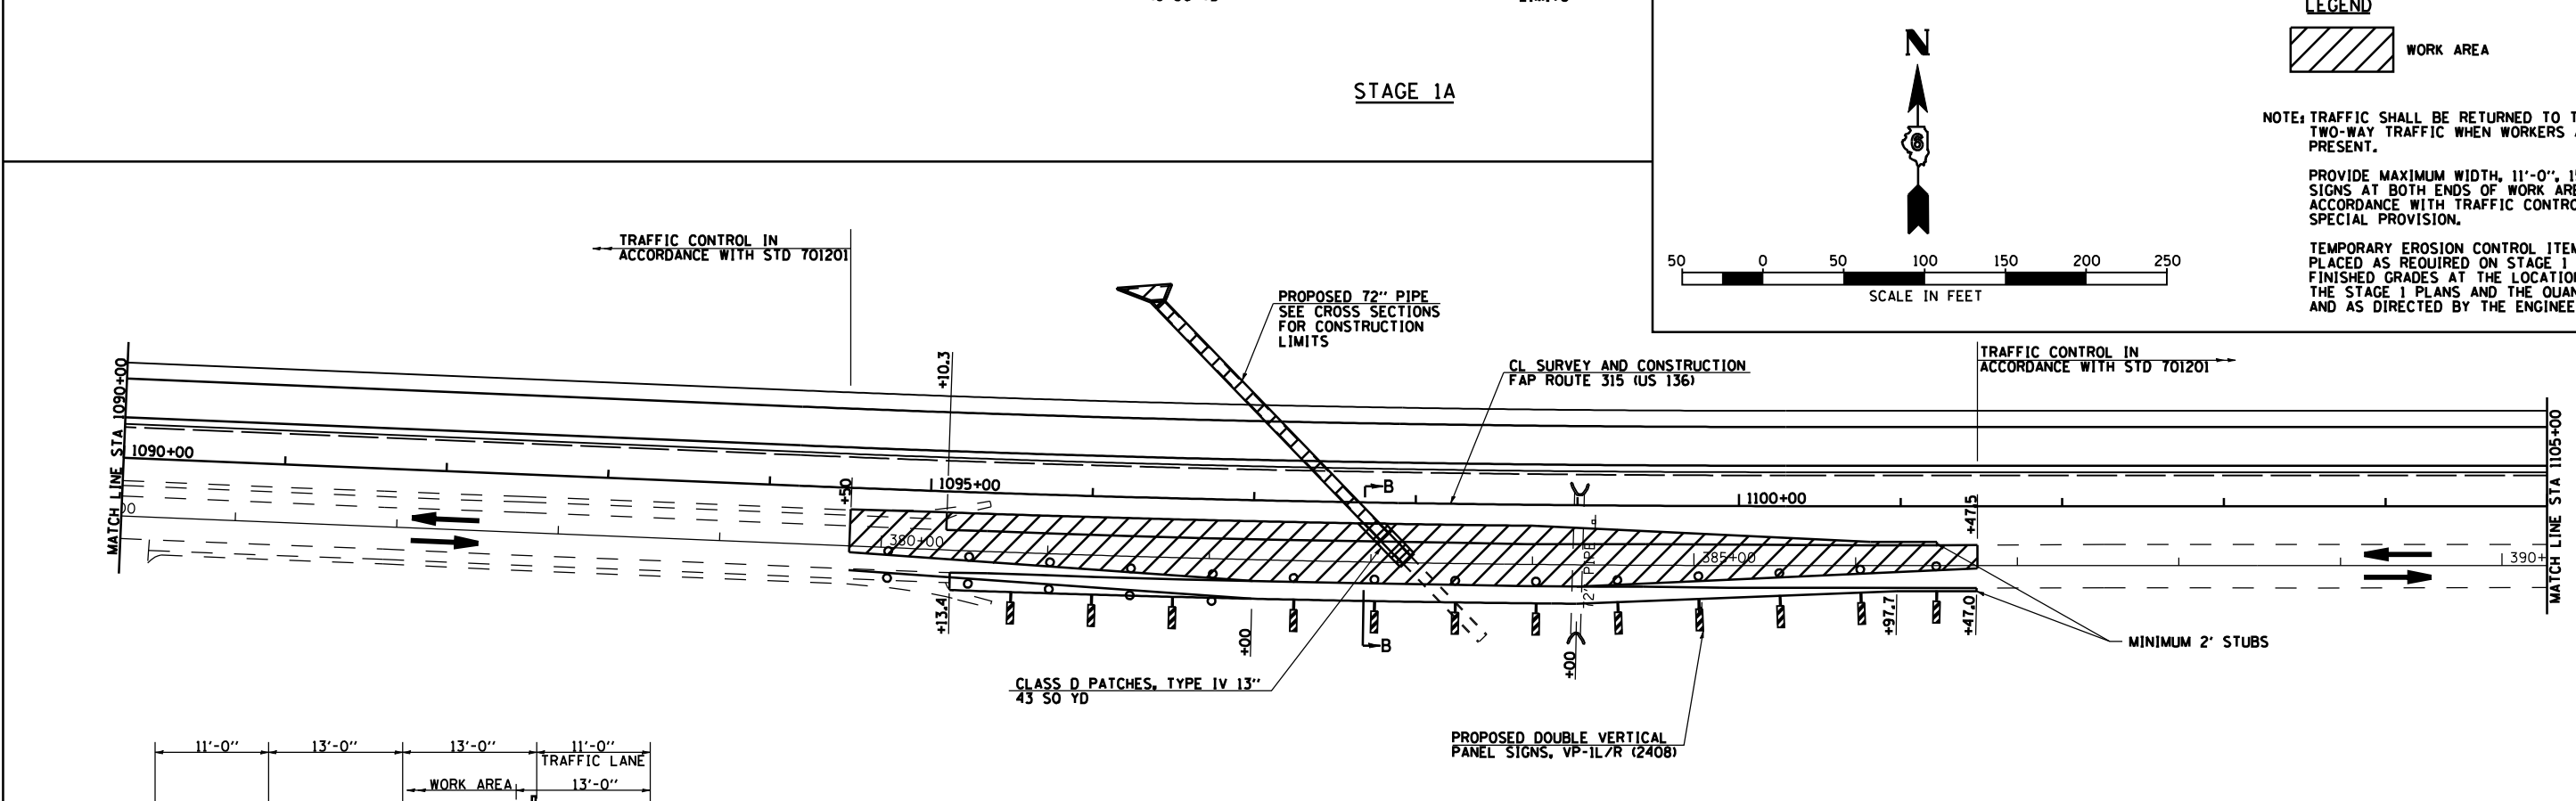 STAGE 1A
LEGEND
WORK AREA
N
6
NOTE: TRAFFIC SHALL BE RETURNED TO
TWO-WAY TRAFFIC WHEN WORKERS
PRESENT.
PROVIDE MAXIMUM WIDTH, 11'-0",
SIGNS AT BOTH ENDS OF WORK
ACCORDANCE WITH TRAFFIC
SPECIAL PROVISION.
TEMPORARY EROSION CONTROL
PLACED AS REQUIRED ON STAGE 1
FINISHED GRADES AT THE
THE STAGE 1 PLANS AND THE
AND AS DIRECTED BY THE
50 0 50 100 150 200 250
SCALE IN FEET
TRAFFIC CONTROL IN
ACCORDANCE WITH STD 701201
PROPOSED 72" PIPE
SEE CROSS SECTIONS
FOR CONSTRUCTION
LIMITS
CL SURVEY AND CONSTRUCTION
FAP ROUTE 315 (US 136)
TRAFFIC CONTROL IN
ACCORDANCE WITH STD 701201
MATCH LINE STA 1090+00
1090+00
+50
+10.3
1095+00
B
1100+00
+47.5
MATCH LINE STA 1105+00
00
380+00
385+00
390+
72" PIPE
+13.4
+00
B
+00
+97.7
+47.0
MINIMUM 2' STUBS
CLASS D PATCHES, TYPE IV 13"
43 SQ YD
PROPOSED DOUBLE VERTICAL
PANEL SIGNS, VP-1L/R (2408)
11'-0" 13'-0" 13'-0" 11'-0"
TRAFFIC LANE
WORK AREA 13'-0"